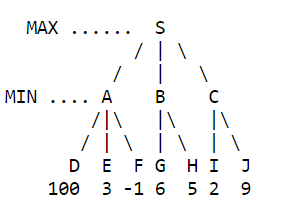 MAX ...... S
/ | \
/ | \
MIN .... A B C
/|\ |\ |\
/ | \ | \ | \
D E F G H I J
100 3 -1 6 5 2 9